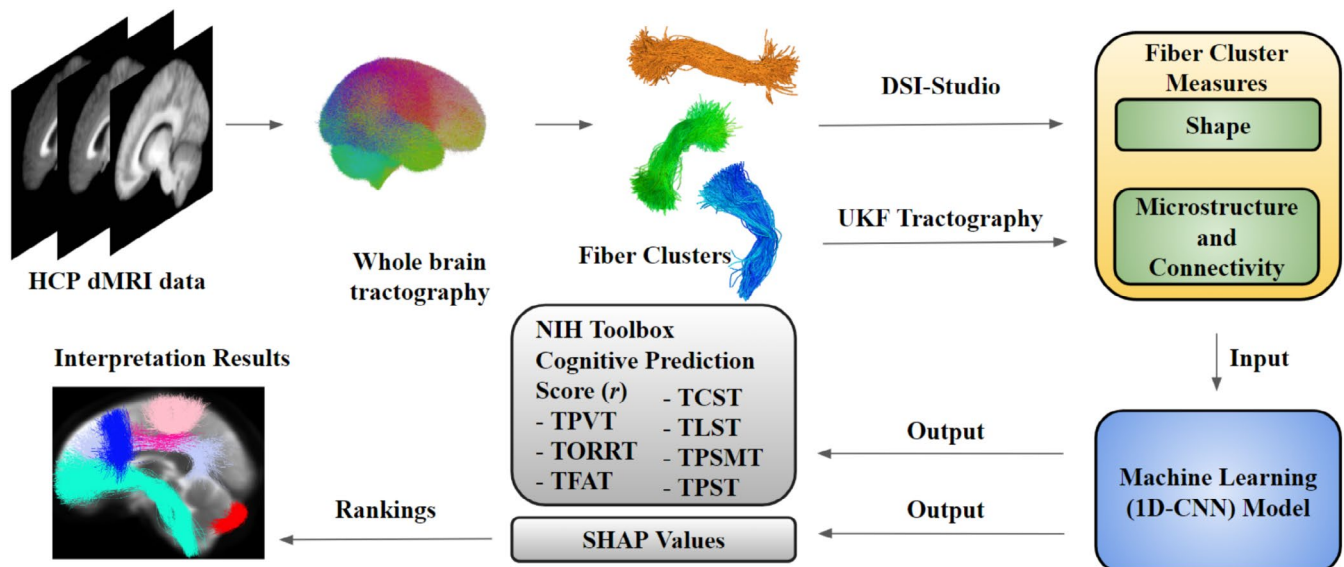 HCP dMRI data
Whole brain
tractography
Fiber Clusters
DSI-Studio
UKF Tractography
Fiber Cluster
Measures
Shape
Microstructure
and
Connectivity
Input
Machine Learning
(1D-CNN) Model
Output
Output
NIH Toolbox
Cognitive Prediction
Score (r)
- TPVT
- TORRT
- TFAT
- TCST
- TLST
- TPSMT
- TPST
SHAP Values
Rankings
Interpretation Results